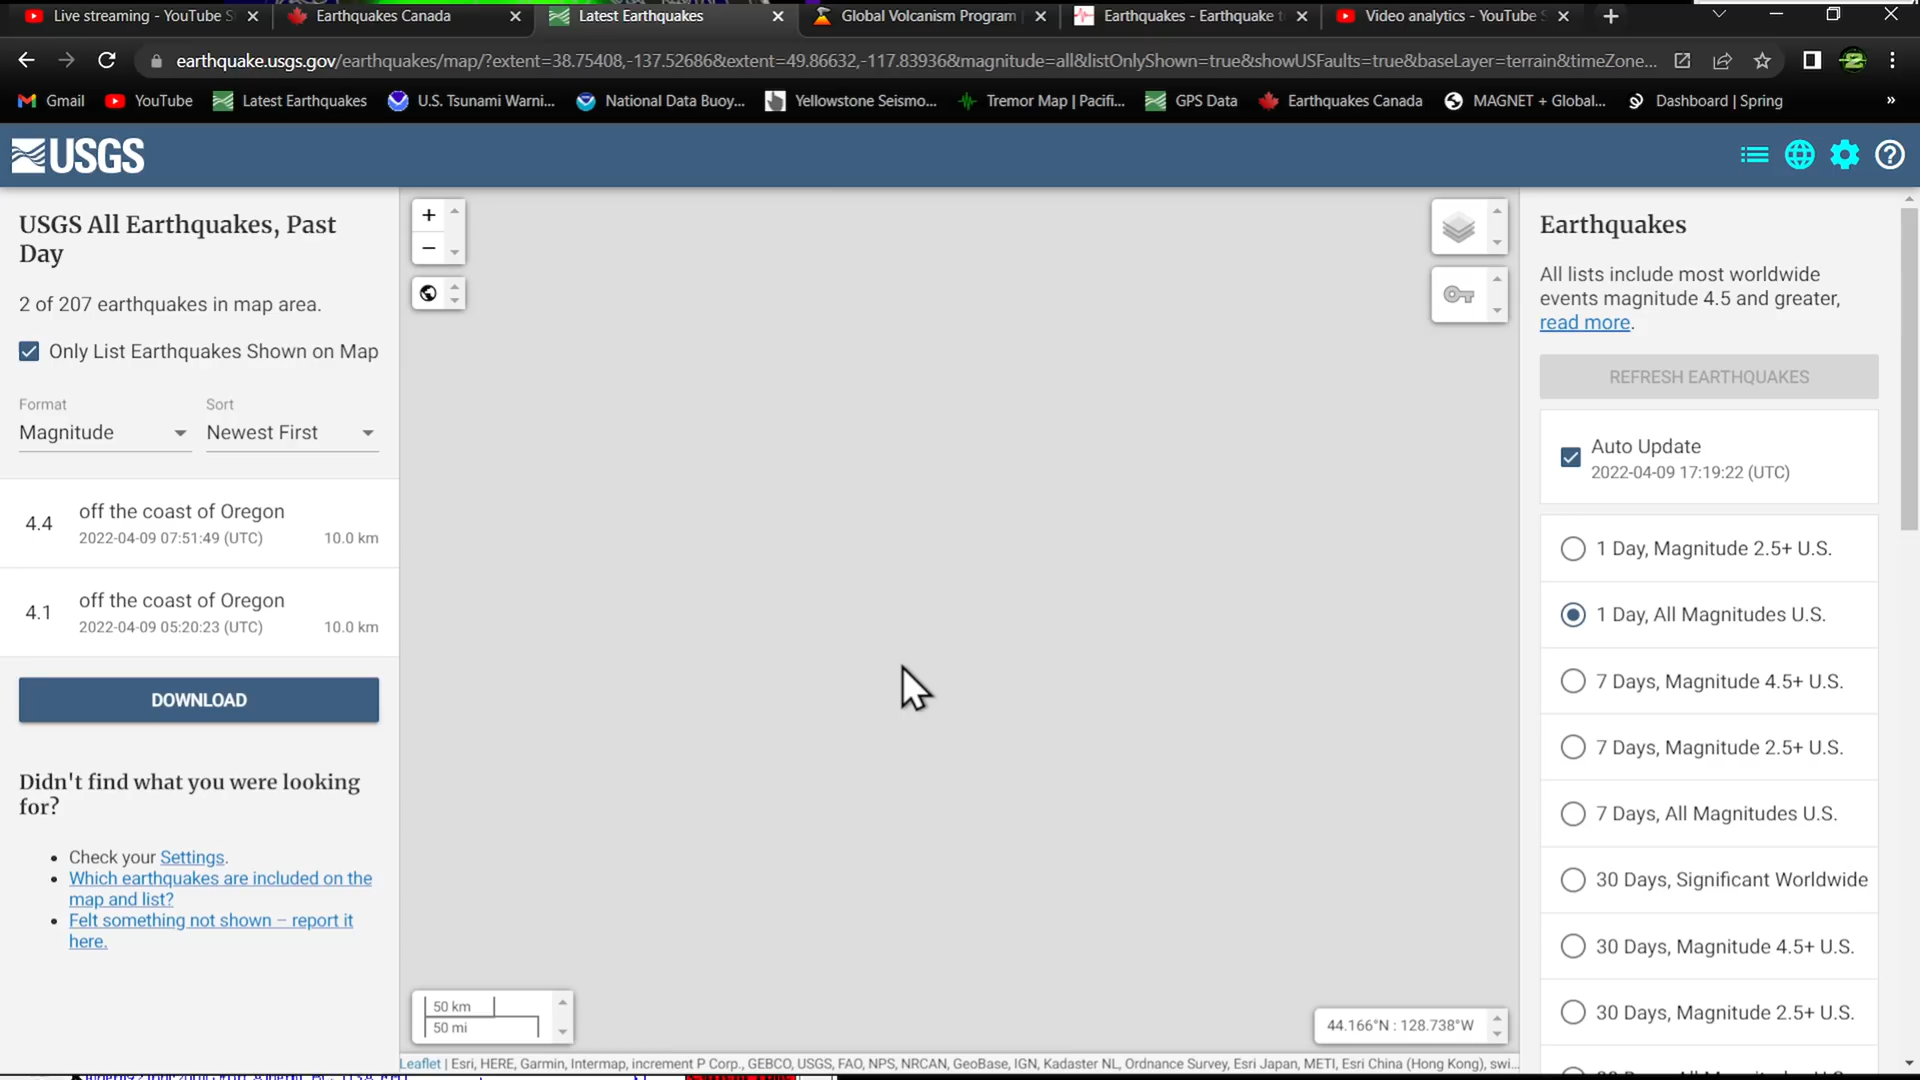 Live streaming - YouTube S
Earthquakes Canada
Latest Earthquakes
Global Volcanism Program
Earthquakes - Earthquake t
Video analytics - YouTube S
earthquake.usgs.gov/earthquakes/map/?extent=38.75408,-137.52686&extent=49.86632,-117.83936&magnitude=all&listOnlyShown=true&showUSFaults=true&baseLayer=terrain&timeZone...
Gmail
YouTube
Latest Earthquakes
U.S. Tsunami Warni...
National Data Buoy...
Yellowstone Seismo...
Tremor Map | Pacifi...
GPS Data
Earthquakes Canada
MAGNET + Global...
Dashboard | Spring
»
USGS
USGS All Earthquakes, Past
Day
2 of 207 earthquakes in map area.
Only List Earthquakes Shown on Map
Format
Sort
Magnitude
Newest First
4.4
off the coast of Oregon
2022-04-09 07:51:49 (UTC)
10.0 km
4.1
off the coast of Oregon
2022-04-09 05:20:23 (UTC)
10.0 km
DOWNLOAD
Didn't find what you were looking
for?
• Check your Settings.
• Which earthquakes are included on the
map and list?
• Felt something not shown – report it
here.
+
−
50 km
50 mi
44.166°N : 128.738°W
Leaflet | Esri, HERE, Garmin, Intermap, increment P Corp., GEBCO, USGS, FAO, NPS, NRCAN, GeoBase, IGN, Kadaster NL, Ordnance Survey, Esri Japan, METI, Esri China (Hong Kong), swi...
Earthquakes
All lists include most worldwide
events magnitude 4.5 and greater,
read more.
REFRESH EARTHQUAKES
Auto Update
2022-04-09 17:19:22 (UTC)
1 Day, Magnitude 2.5+ U.S.
1 Day, All Magnitudes U.S.
7 Days, Magnitude 4.5+ U.S.
7 Days, Magnitude 2.5+ U.S.
7 Days, All Magnitudes U.S.
30 Days, Significant Worldwide
30 Days, Magnitude 4.5+ U.S.
30 Days, Magnitude 2.5+ U.S.